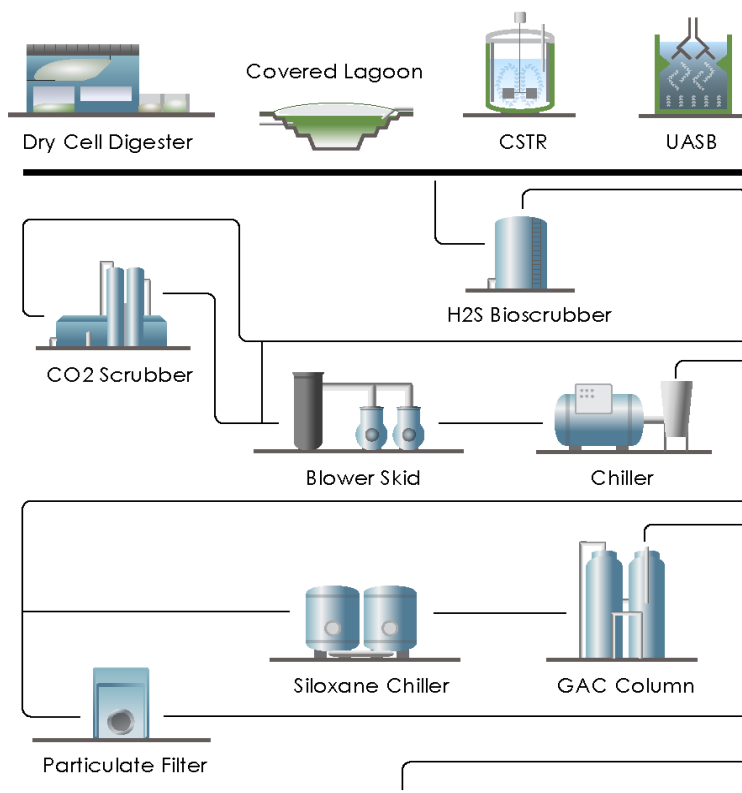 Covered Lagoon
Dry Cell Digester
CSTR
UASB
H2S Bioscrubber
CO2 Scrubber
Blower Skid
Chiller
Siloxane Chiller
GAC Column
Particulate Filter